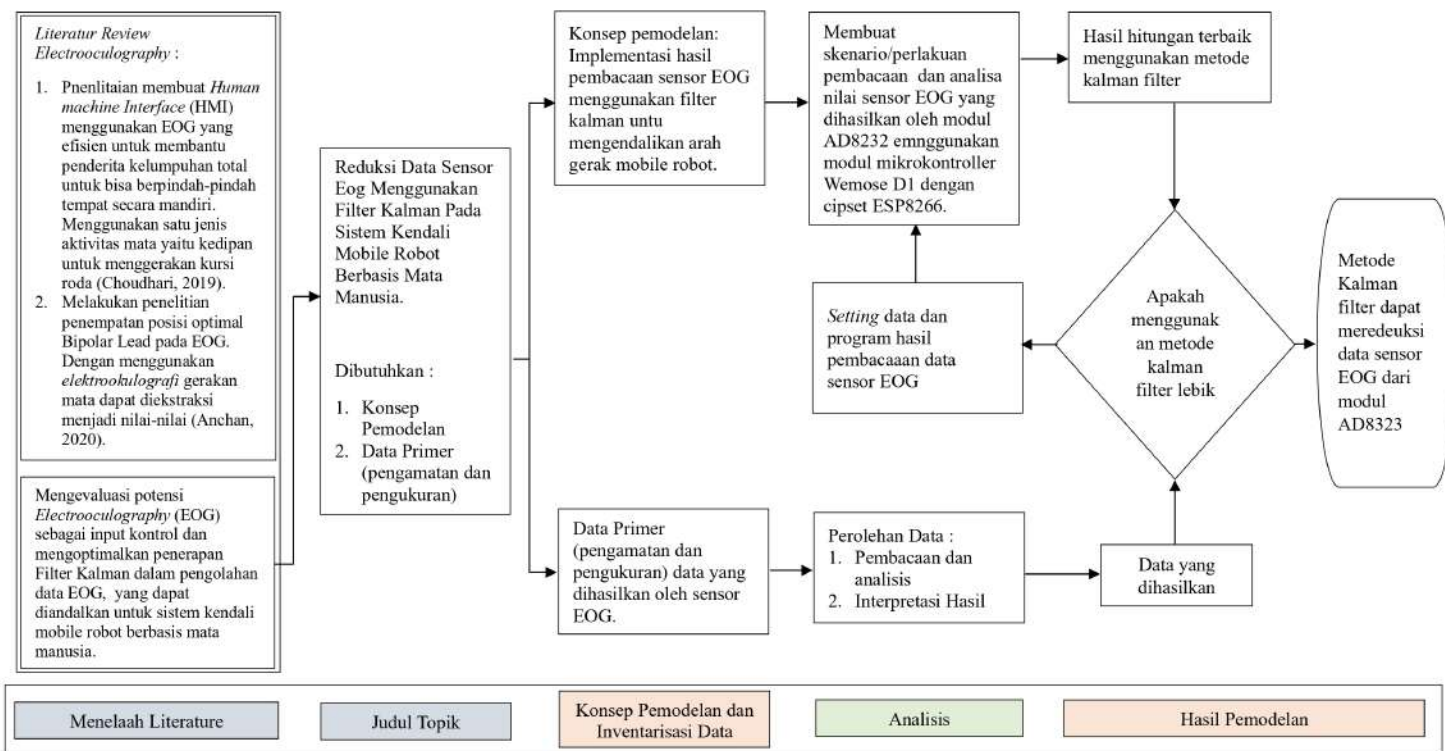 Literatur Review
Electrooculography :
1. Pnenlitaian membuat Human
machine Interface (HMI)
menggunakan EOG yang
efisien untuk membantu
penderita kelumpuhan total
untuk bisa berpindah-pindah
tempat secara mandiri.
Menggunakan satu jenis
aktivitas mata yaitu kedipan
untuk menggerakan kursi
roda (Choudhari, 2019).
2. Melakukan penelitian
penempatan posisi optimal
Bipolar Lead pada EOG.
Dengan menggunakan
elektrookulografi gerakan
mata dapat diekstraksi
menjadi nilai-nilai (Anchan,
2020).
Mengevaluasi potensi
Electrooculography (EOG)
sebagai input kontrol dan
mengoptimalkan penerapan
Filter Kalman dalam pengolahan
data EOG, yang dapat
diandalkan untuk sistem kendali
mobile robot berbasis mata
manusia.
Reduksi Data Sensor
Eog Menggunakan
Filter Kalman Pada
Sistem Kendali
Mobile Robot
Berbasis Mata
Manusia.
Dibutuhkan :
1. Konsep
Pemodelan
2. Data Primer
(pengamatan dan
pengukuran)
Konsep pemodelan:
Implementasi hasil
pembacaan sensor EOG
menggunakan filter
kalman untu
mengendalikan arah
gerak mobile robot.
Data Primer
(pengamatan dan
pengukuran) data yang
dihasilkan oleh sensor
EOG.
Membuat
skenario/perlakuan
pembacaan dan analisa
nilai sensor EOG yang
dihasilkan oleh modul
AD8232 emnggunakan
modul mikrokontroller
Wemose D1 dengan
cipset ESP8266.
Setting data dan
program hasil
pembacaaan data
sensor EOG
Perolehan Data :
1. Pembacaan dan
analisis
2. Interpretasi Hasil
Hasil hitungan terbaik
menggunakan metode
kalman filter
Apakah
menggunak
an metode
kalman
filter lebik
Data yang
dihasilkan
Metode
Kalman
filter dapat
meredeuksi
data sensor
EOG dari
modul
AD8323
Menelaah Literature
Judul Topik
Konsep Pemodelan dan
Inventarisasi Data
Analisis
Hasil Pemodelan